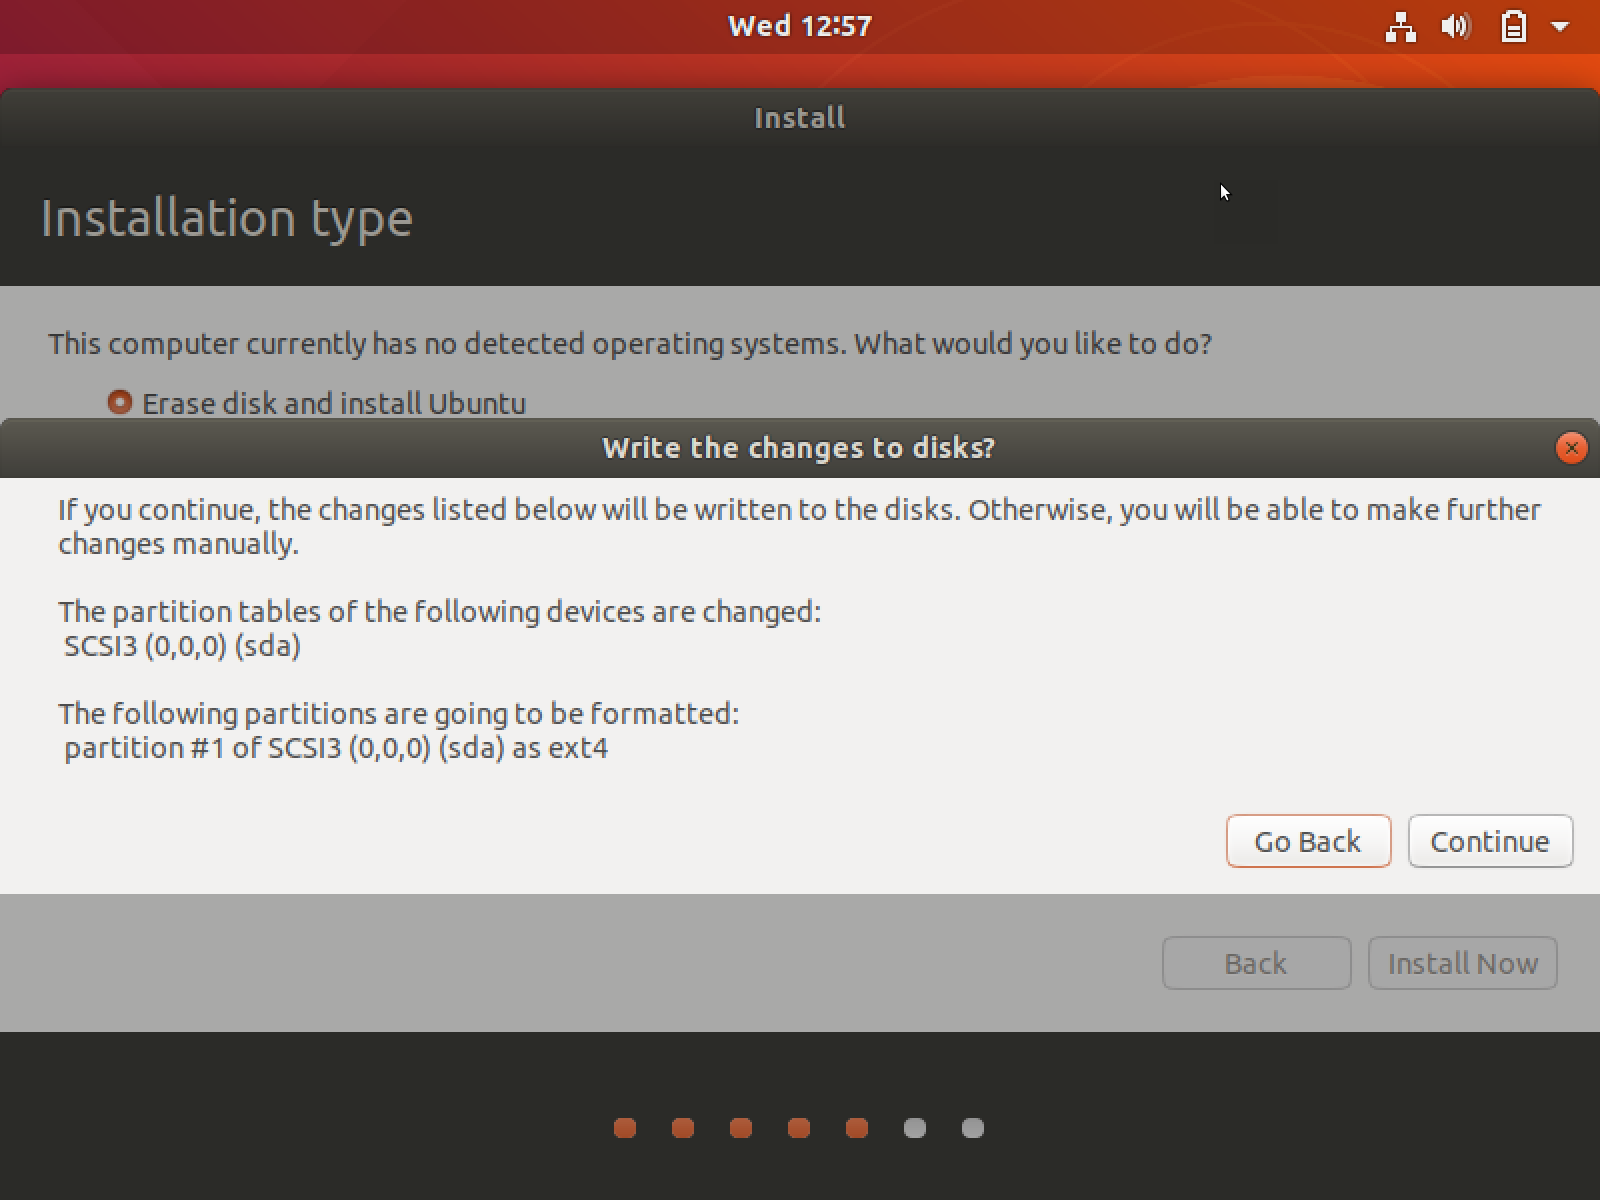 Wed 12:57
Install
Installation type
This computer currently has no detected operating systems. What would you like to do?
Erase disk and install Ubuntu
Write the changes to disks?
If you continue, the changes listed below will be written to the disks. Otherwise, you will be able to make further
changes manually.
The partition tables of the following devices are changed:
SCSI3 (0,0,0) (sda)
The following partitions are going to be formatted:
partition #1 of SCSI3 (0,0,0) (sda) as ext4
Go Back
Continue
Back
Install Now